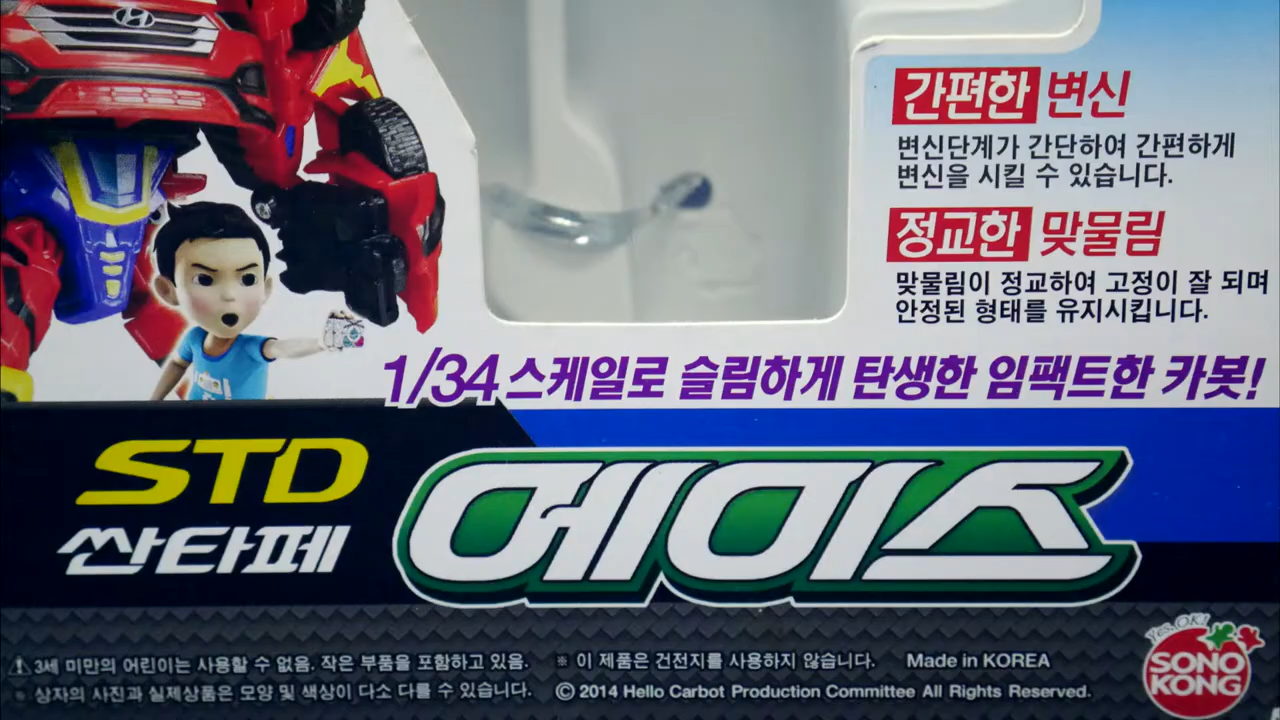 간편한 변신
변신단계가 간단하여 간편하게
변신을 시킬 수 있습니다.
정교한 맞물림
맞물림이 정교하여 고정이 잘 되며
안정된 형태를 유지시킵니다.
1/34스케일로 슬림하게 탄생한 임팩트한 카봇!
STD
싼타페
에이스
3세 미만의 어린이는 사용할 수 없음. 작은 부품을 포함하고 있음. ※ 이 제품은 건전지를 사용하지 않습니다. Made in KOREA
※ 상자의 사진과 실제상품은 모양 및 색상이 다소 다를 수 있습니다. © 2014 Hello Carbot Production Committee All Rights Reserved.
Yes, OK!
SONO
KONG